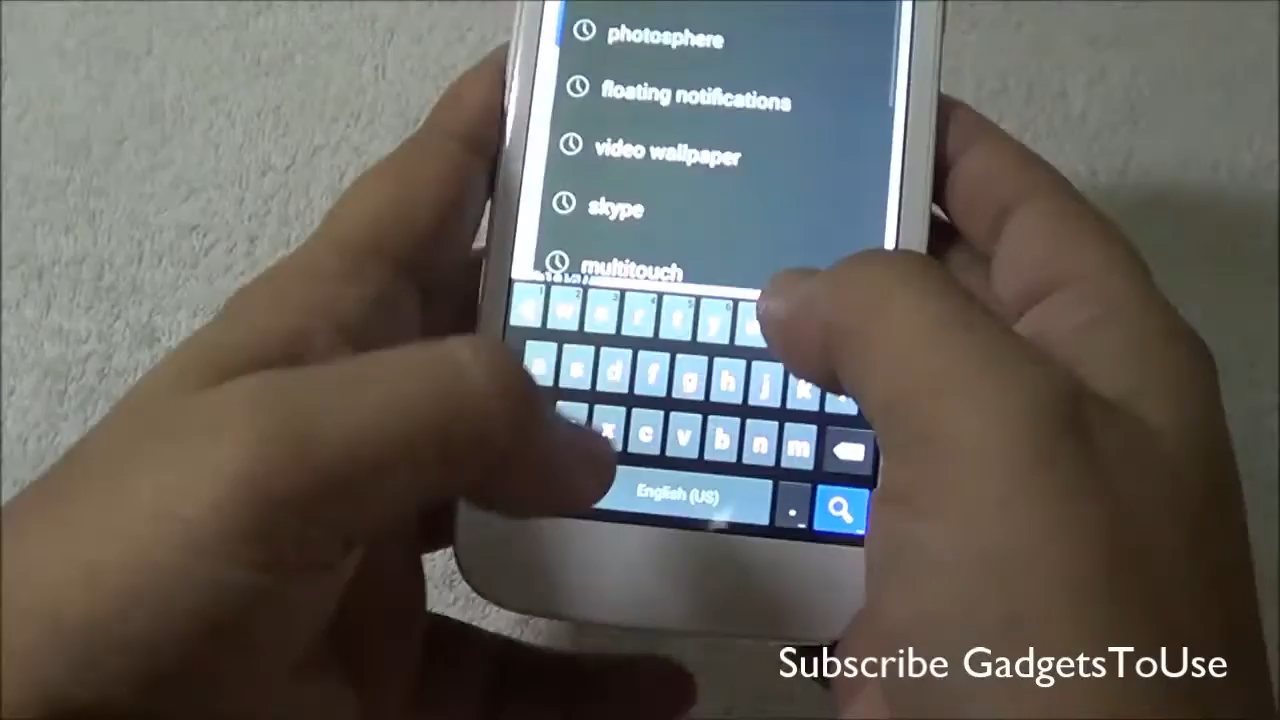 photosphere
floating notifications
video wallpaper
skype
multitouch
q w e r t y
a s d f g h j k
x c v b n m
English (US) .
Subscribe GadgetsToUse